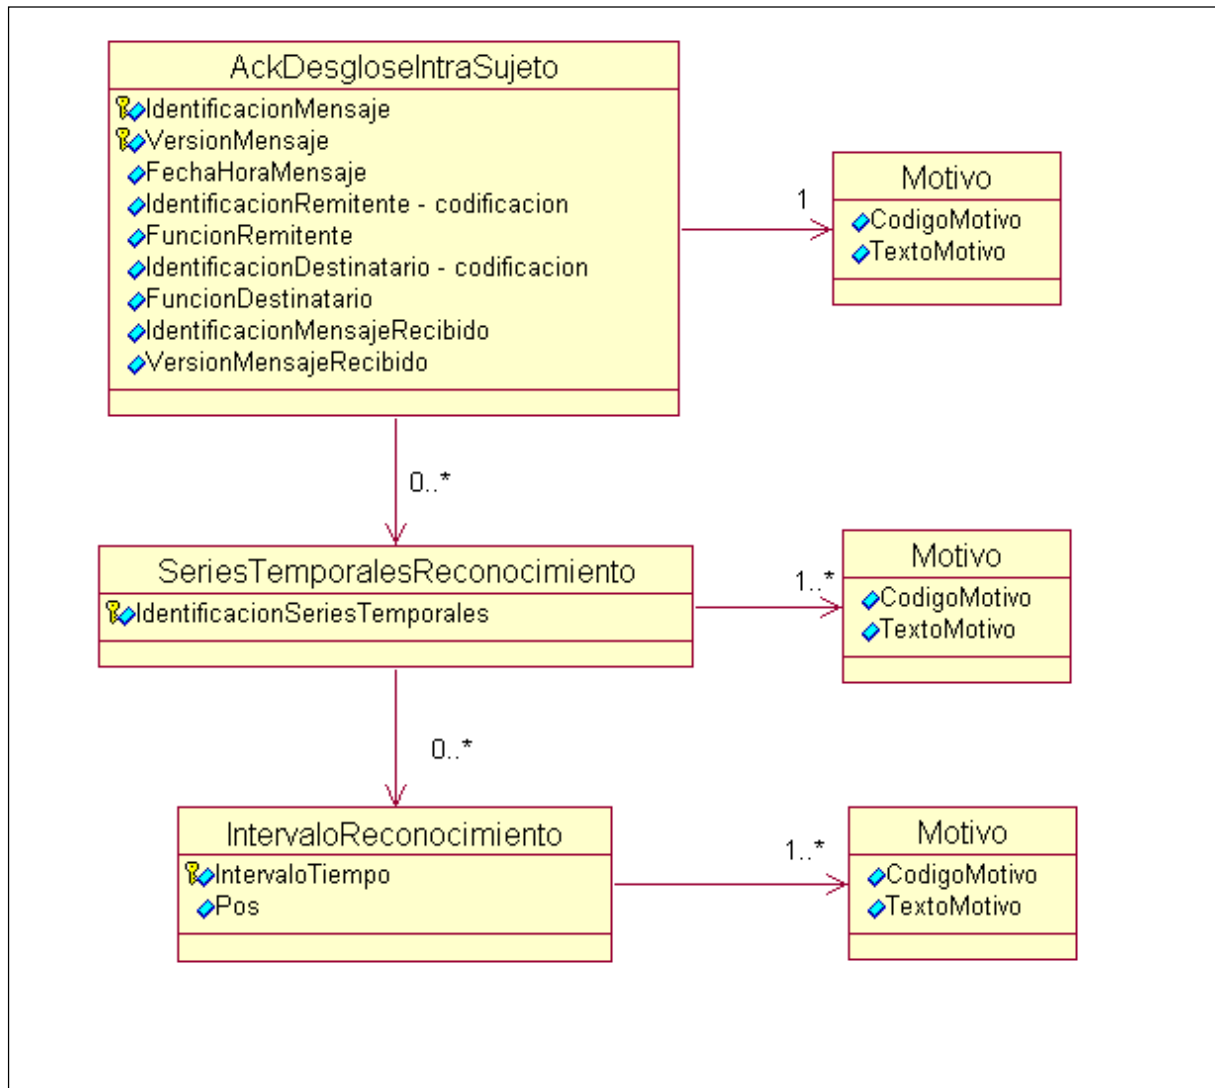 AckDesgloseIntraSujeto
IdentificacionMensaje
VersionMensaje
FechaHoraMensaje
IdentificacionRemitente - codificacion
FuncionRemitente
IdentificacionDestinatario - codificacion
FuncionDestinatario
IdentificacionMensajeRecibido
VersionMensajeRecibido
1
Motivo
CodigoMotivo
TextoMotivo
0..*
SeriesTemporalesReconocimiento
IdentificacionSeriesTemporales
1..*
Motivo
CodigoMotivo
TextoMotivo
0..*
IntervaloReconocimiento
IntervaloTiempo
Pos
1..*
Motivo
CodigoMotivo
TextoMotivo